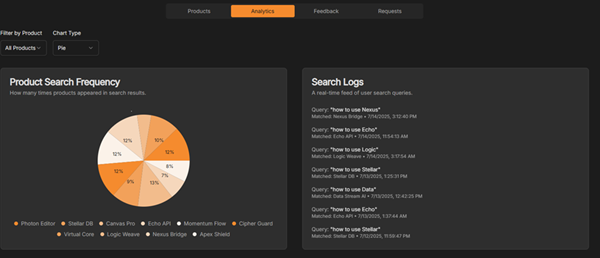 Products
Analytics
Feedback
Requests
Filter by Product
Chart Type
All Products
Pie
Product Search Frequency
How many times products appeared in search results.
10%
12%
8%
7%
13%
9%
12%
12%
12%
Photon Editor
Stellar DB
Canvas Pro
Echo API
Momentum Flow
Cipher Guard
Virtual Core
Logic Weave
Nexus Bridge
Apex Shield
Search Logs
A real-time feed of user search queries.
Query: "how to use Nexus"
Matched: Nexus Bridge • 7/14/2025, 3:12:40 PM
Query: "how to use Echo"
Matched: Echo API • 7/14/2025, 11:54:13 AM
Query: "how to use Logic"
Matched: Logic Weave • 7/14/2025, 3:17:54 AM
Query: "how to use Stellar"
Matched: Stellar DB • 7/13/2025, 1:25:31 PM
Query: "how to use Data"
Matched: Data Stream AI • 7/13/2025, 12:42:25 PM
Query: "how to use Echo"
Matched: Echo API • 7/13/2025, 1:37:44 AM
Query: "how to use Stellar"
Matched: Stellar DB • 7/12/2025, 11:59:47 PM